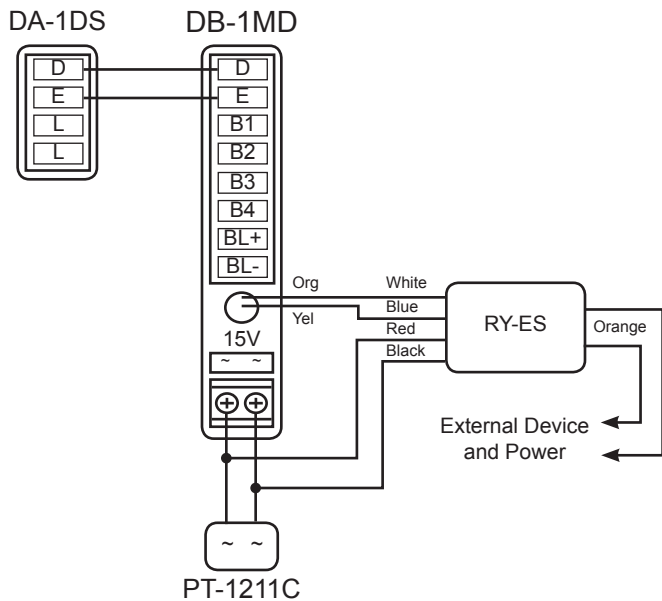 DA-1DS DB-1MD
D D
E E
L B1
L B2
B3
B4
BL+
BL-
Org White
Blue
Yel Red
15V Black
RY-ES
Orange
~ ~
External Device
and Power
~ ~
PT-1211C